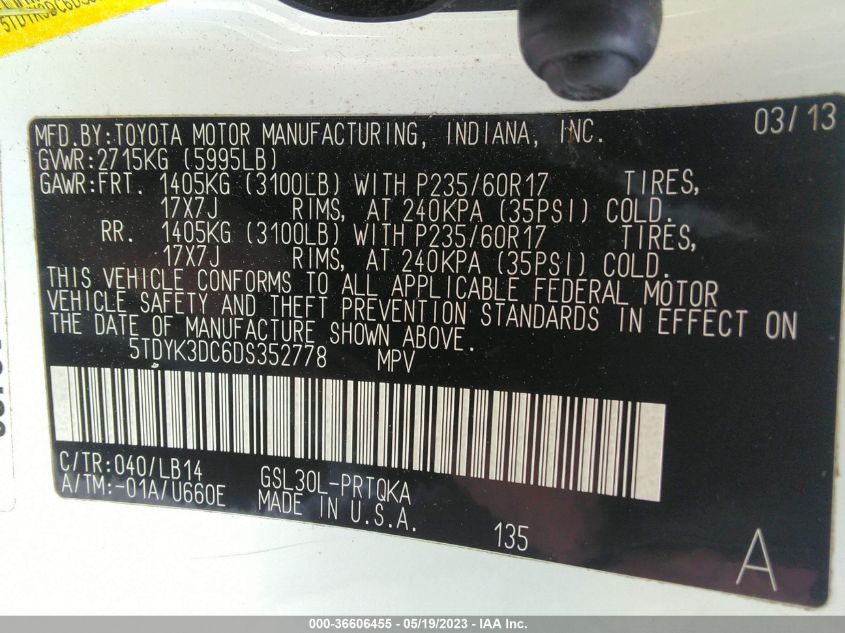 03/13
MFD.BY:TOYOTA MOTOR MANUFACTURING, INDIANA, INC.
GVWR:2715KG (5995LB)
GAWR:FRT. 1405KG (3100LB) WITH P235/60R17 TIRES,
17X7J RIMS, AT 240KPA (35PSI) COLD.
RR. 1405KG (3100LB) WITH P235/60R17 TIRES,
17X7J RIMS, AT 240KPA (35PSI) COLD.
THIS VEHICLE CONFORMS TO ALL APPLICABLE FEDERAL MOTOR
VEHICLE SAFETY AND THEFT PREVENTION STANDARDS IN EFFECT ON
THE DATE OF MANUFACTURE SHOWN ABOVE.
5TDYK3DC6DS352778 MPV
C/TR:040/LB14 GSL30L-PRTQKA
A/TM:-01A/U660E MADE IN U.S.A.
135
A
000-36606455 - 05/19/2023 - IAA Inc.